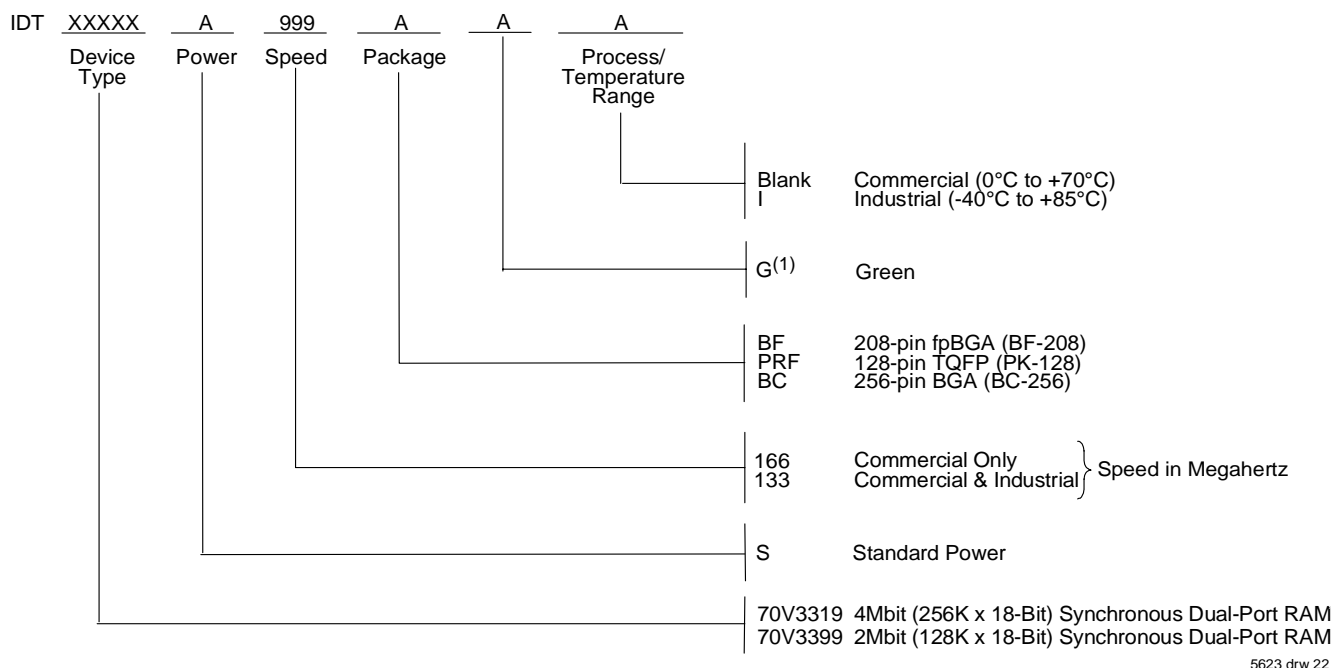 IDT XXXXX A 999 A A A
Device Type Power Speed Package Process/ Temperature Range
Blank Commercial (0°C to +70°C)
I Industrial (-40°C to +85°C)
G(1) Green
BF 208-pin fpBGA (BF-208)
PRF 128-pin TQFP (PK-128)
BC 256-pin BGA (BC-256)
166 Commercial Only
133 Commercial & Industrial
Speed in Megahertz
S Standard Power
70V3319 4Mbit (256K x 18-Bit) Synchronous Dual-Port RAM
70V3399 2Mbit (128K x 18-Bit) Synchronous Dual-Port RAM
5623 drw 22